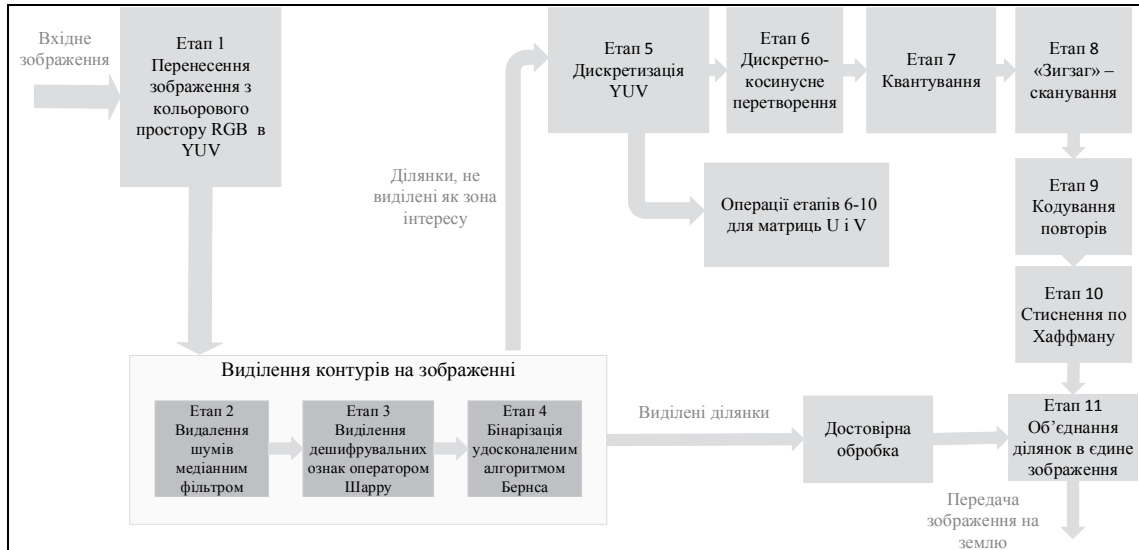 Вхідне
зображення
Етап 1
Перенесення
зображення з
кольорового
простору RGB в
YUV
Ділянки, не
виділені як зона
інтересу
Етап 5
Дискретизація
YUV
Етап 6
Дискретно-
косинусне
перетворення
Етап 7
Квантування
Етап 8
«Зигзаг» –
сканування
Операції етапів 6-10
для матриць U і V
Етап 9
Кодування
повторів
Етап 10
Стиснення по
Хаффману
Виділення контурів на зображенні
Етап 2
Видалення
шумів
медіанним
фільтром
Етап 3
Виділення
дешифрувальних
ознак оператором
Шарру
Етап 4
Бінарізація
удосконаленим
алгоритмом
Бернса
Виділені ділянки
Достовірна
обробка
Етап 11
Об’єднання
ділянок в єдине
зображення
Передача
зображення на
землю